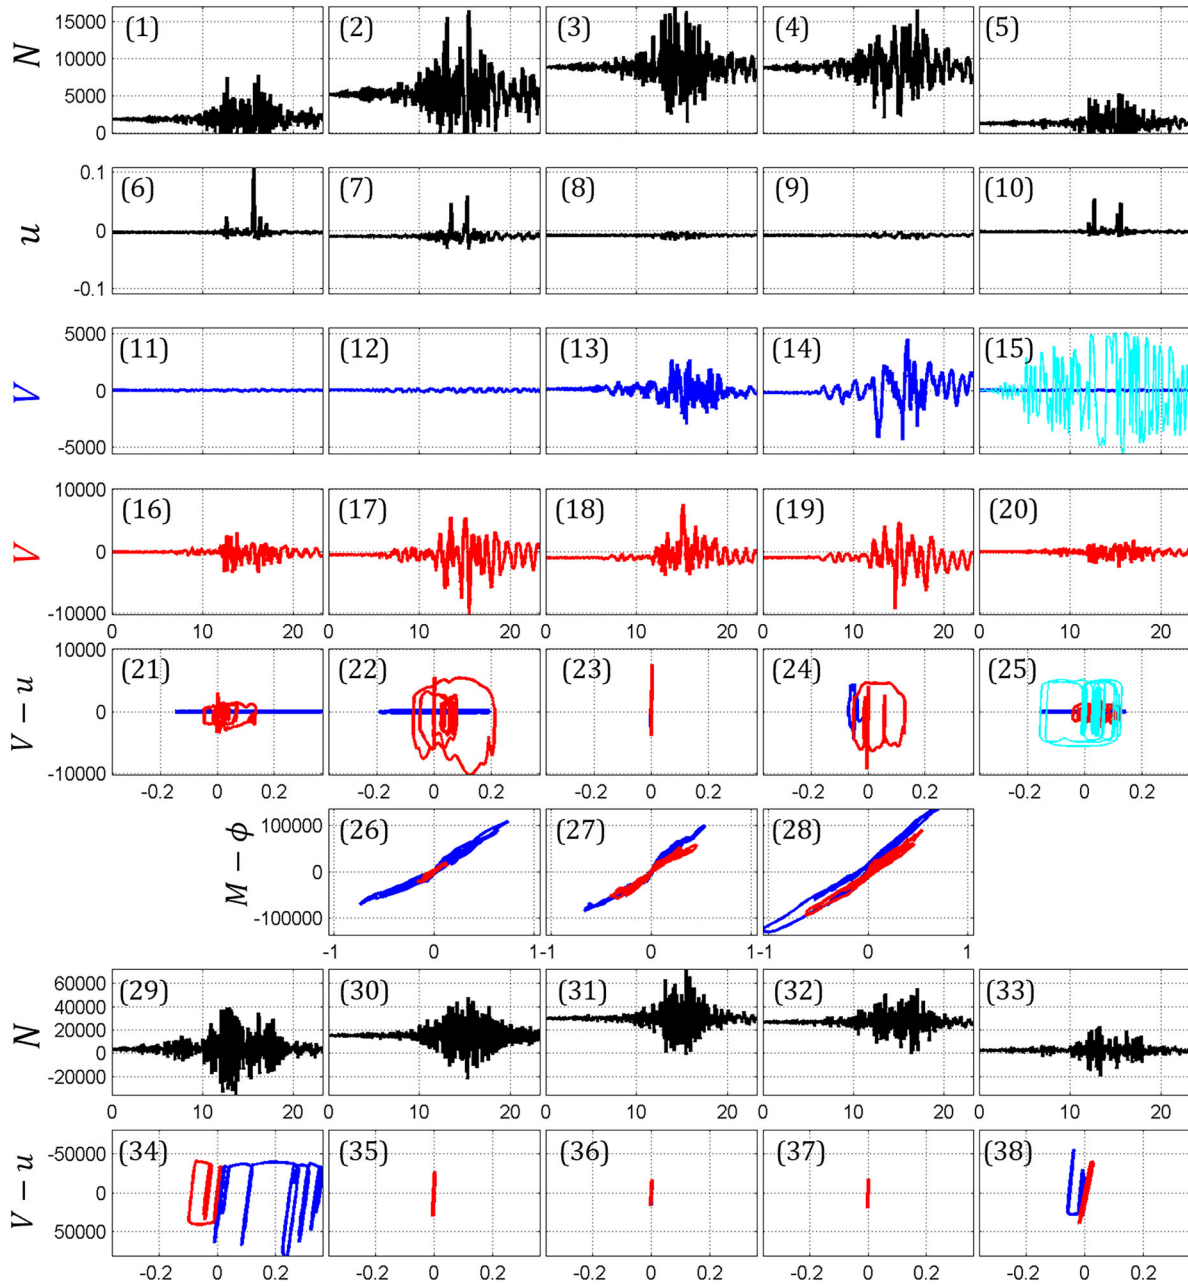 N 15000 10000 5000 0 (1) (2) (3) (4) (5)
u 0.1 0 -0.1 (6) (7) (8) (9) (10)
V 5000 0 -5000 (11) (12) (13) (14) (15)
V 10000 0 -10000 (16) (17) (18) (19) (20)
0 10 20 0 10 20 0 10 20 0 10 20 0 10 20
V − u 10000 0 -10000 (21) (22) (23) (24) (25)
-0.2 0 0.2 -0.2 0 0.2 -0.2 0 0.2 -0.2 0 0.2 -0.2 0 0.2
M − ϕ 100000 0 -100000 (26) (27) (28)
-1 0 1 -1 0 1 -1 0 1
N 60000 40000 20000 0 -20000 (29) (30) (31) (32) (33)
0 10 20 0 10 20 0 10 20 0 10 20 0 10 20
V − u -50000 0 50000 (34) (35) (36) (37) (38)
-0.2 0 0.2 -0.2 0 0.2 -0.2 0 0.2 -0.2 0 0.2 -0.2 0 0.2